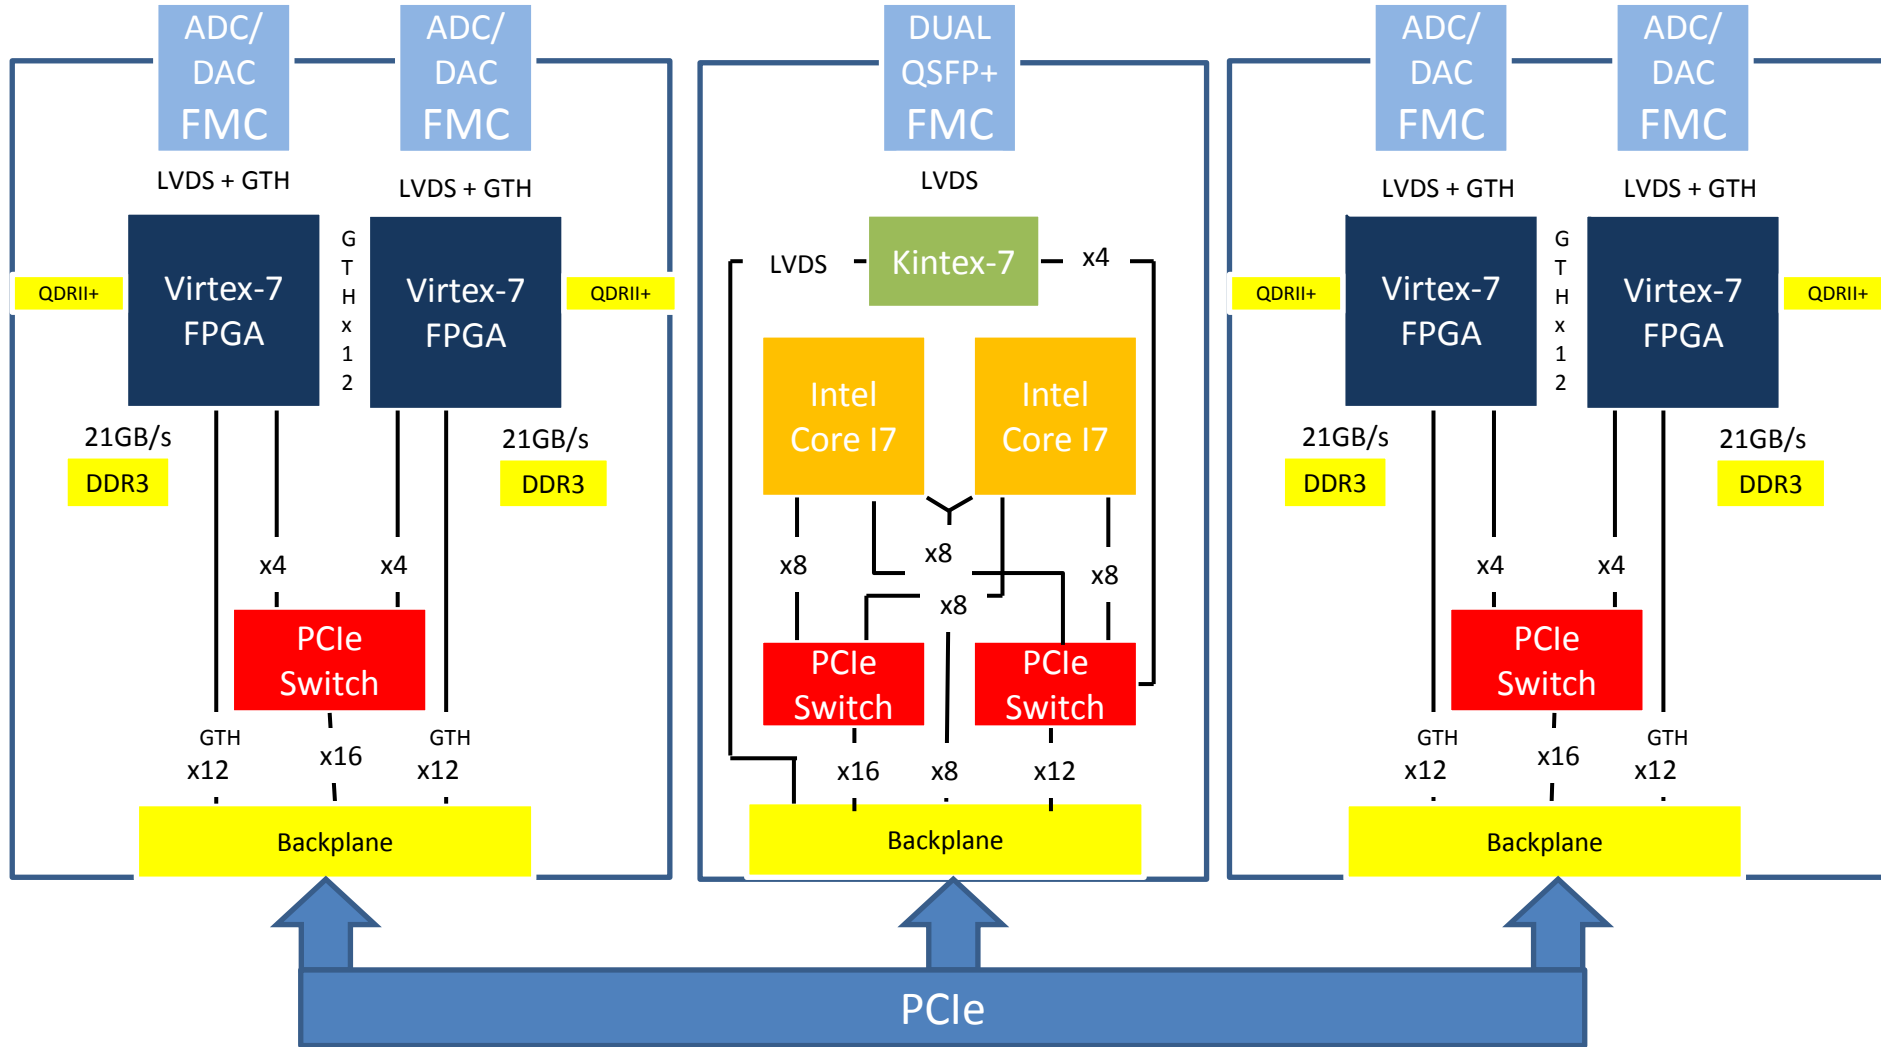 ADC/
DAC
FMC
ADC/
DAC
FMC
LVDS + GTH
LVDS + GTH
Virtex-7
FPGA
G
T
H
x
1
2
Virtex-7
FPGA
QDRII+
QDRII+
21GB/s
DDR3
21GB/s
DDR3
x4
x4
PCIe
Switch
GTH
x12
x16
GTH
x12
Backplane
DUAL
QSFP+
FMC
LVDS
LVDS
Kintex-7
x4
Intel
Core I7
Intel
Core I7
x8
x8
x8
x8
PCIe
Switch
PCIe
Switch
x16
x8
x12
Backplane
ADC/
DAC
FMC
ADC/
DAC
FMC
LVDS + GTH
LVDS + GTH
Virtex-7
FPGA
G
T
H
x
1
2
Virtex-7
FPGA
QDRII+
QDRII+
21GB/s
DDR3
21GB/s
DDR3
x4
x4
PCIe
Switch
GTH
x12
x16
GTH
x12
Backplane
PCIe